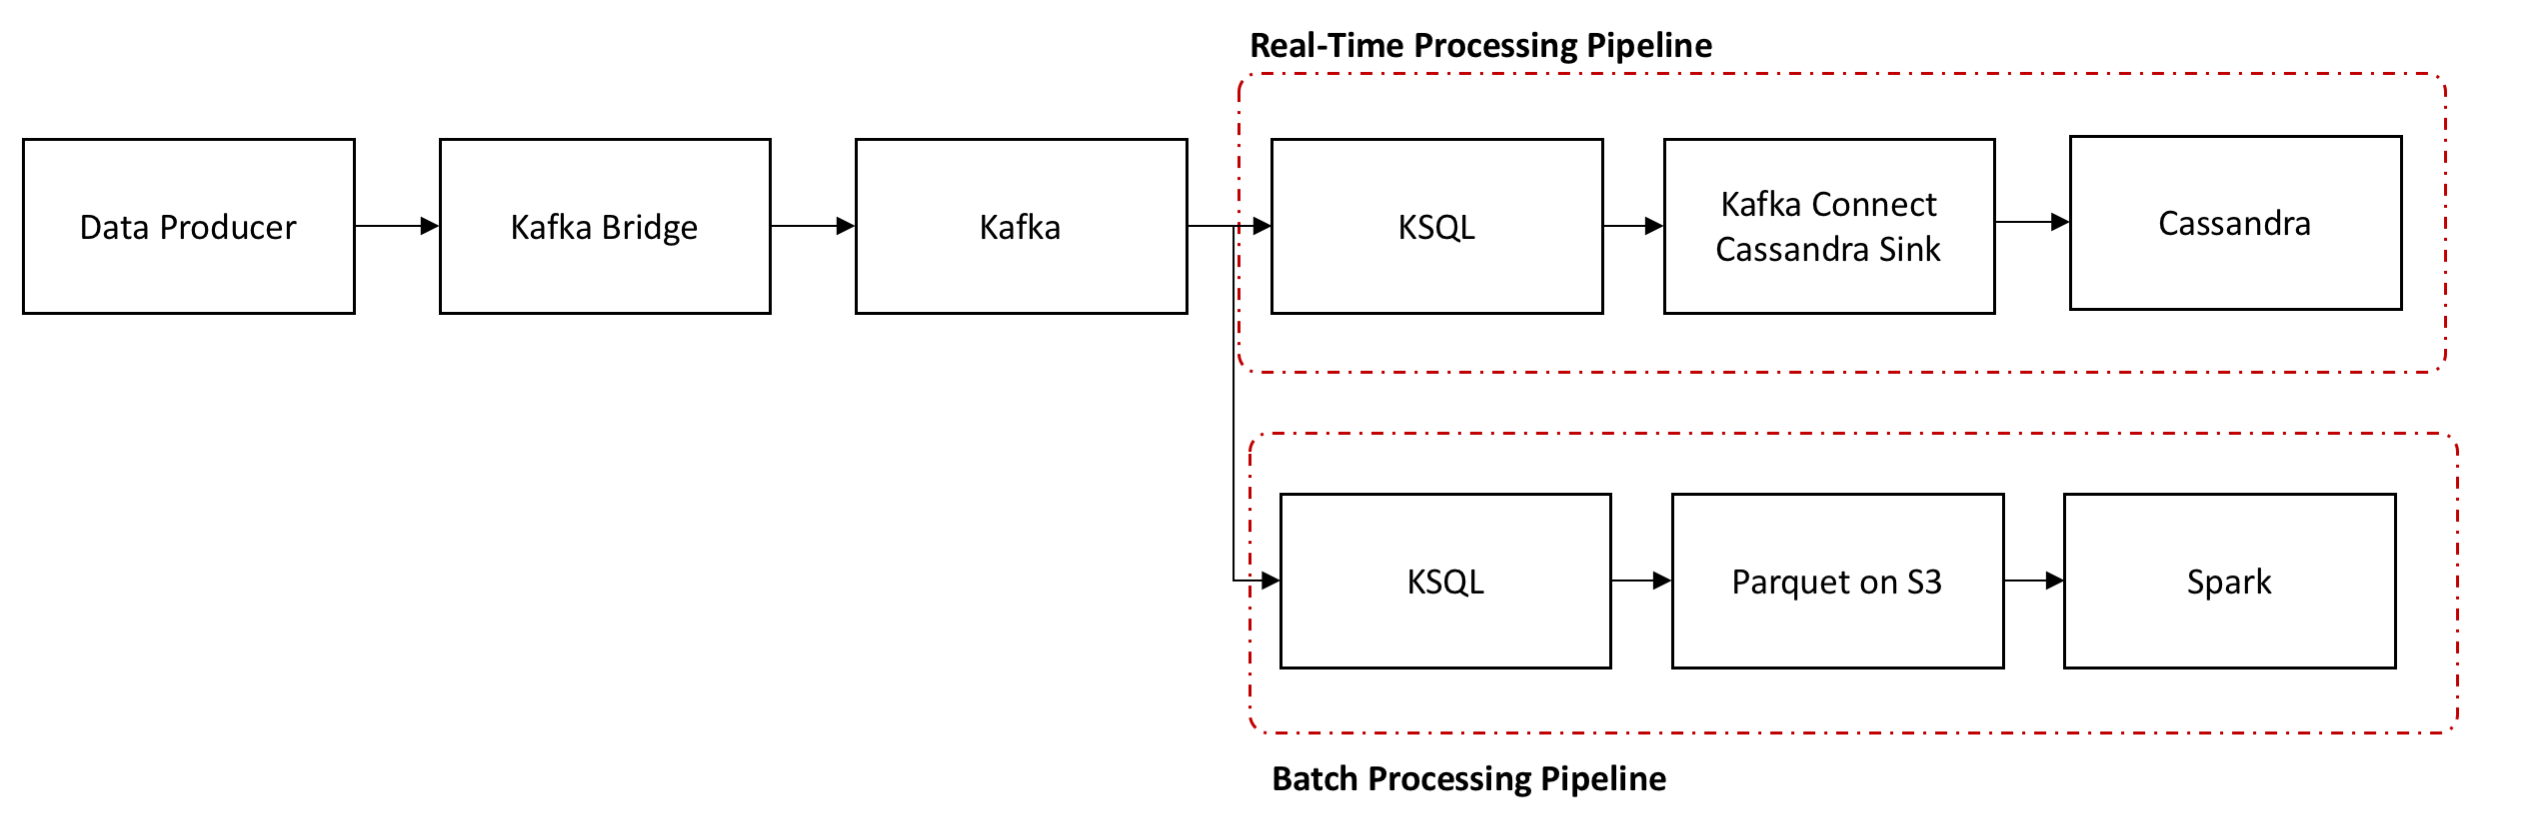 Real-Time Processing Pipeline
Data Producer
Kafka Bridge
Kafka
KSQL
Kafka Connect
Cassandra Sink
Cassandra
KSQL
Parquet on S3
Spark
Batch Processing Pipeline